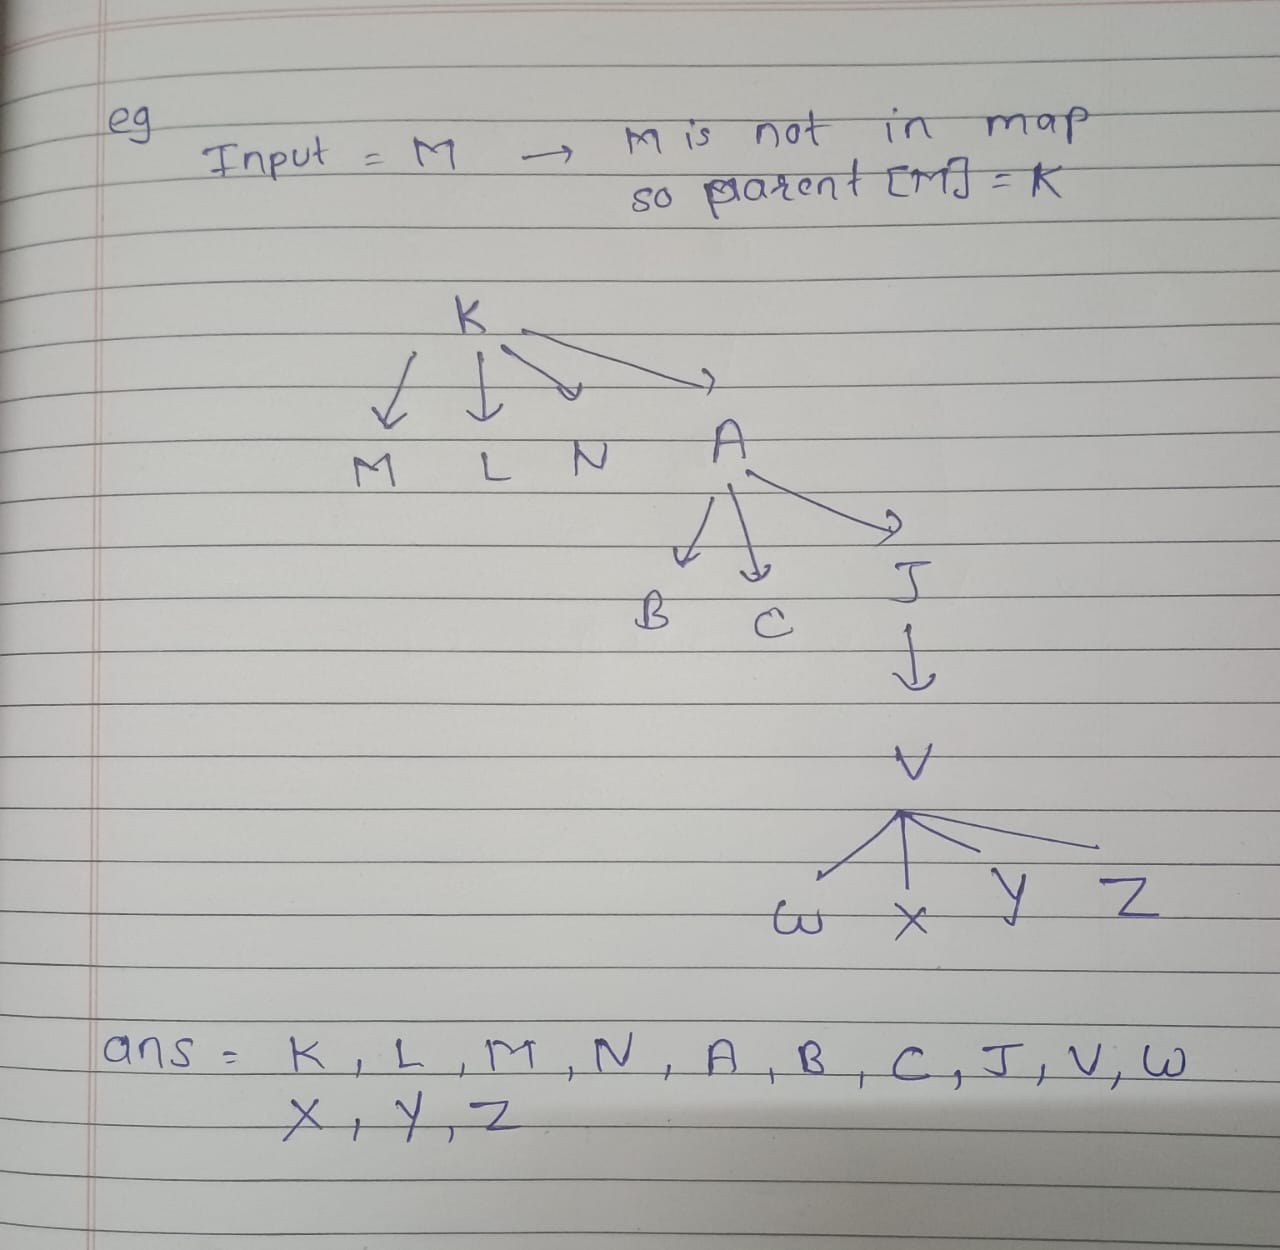 eg
Input = M → M is not in map
so parent [M] = K
K
M L N A
B C J
V
W X Y Z
ans = K, L, M, N, A, B, C, J, V, W
X, Y, Z